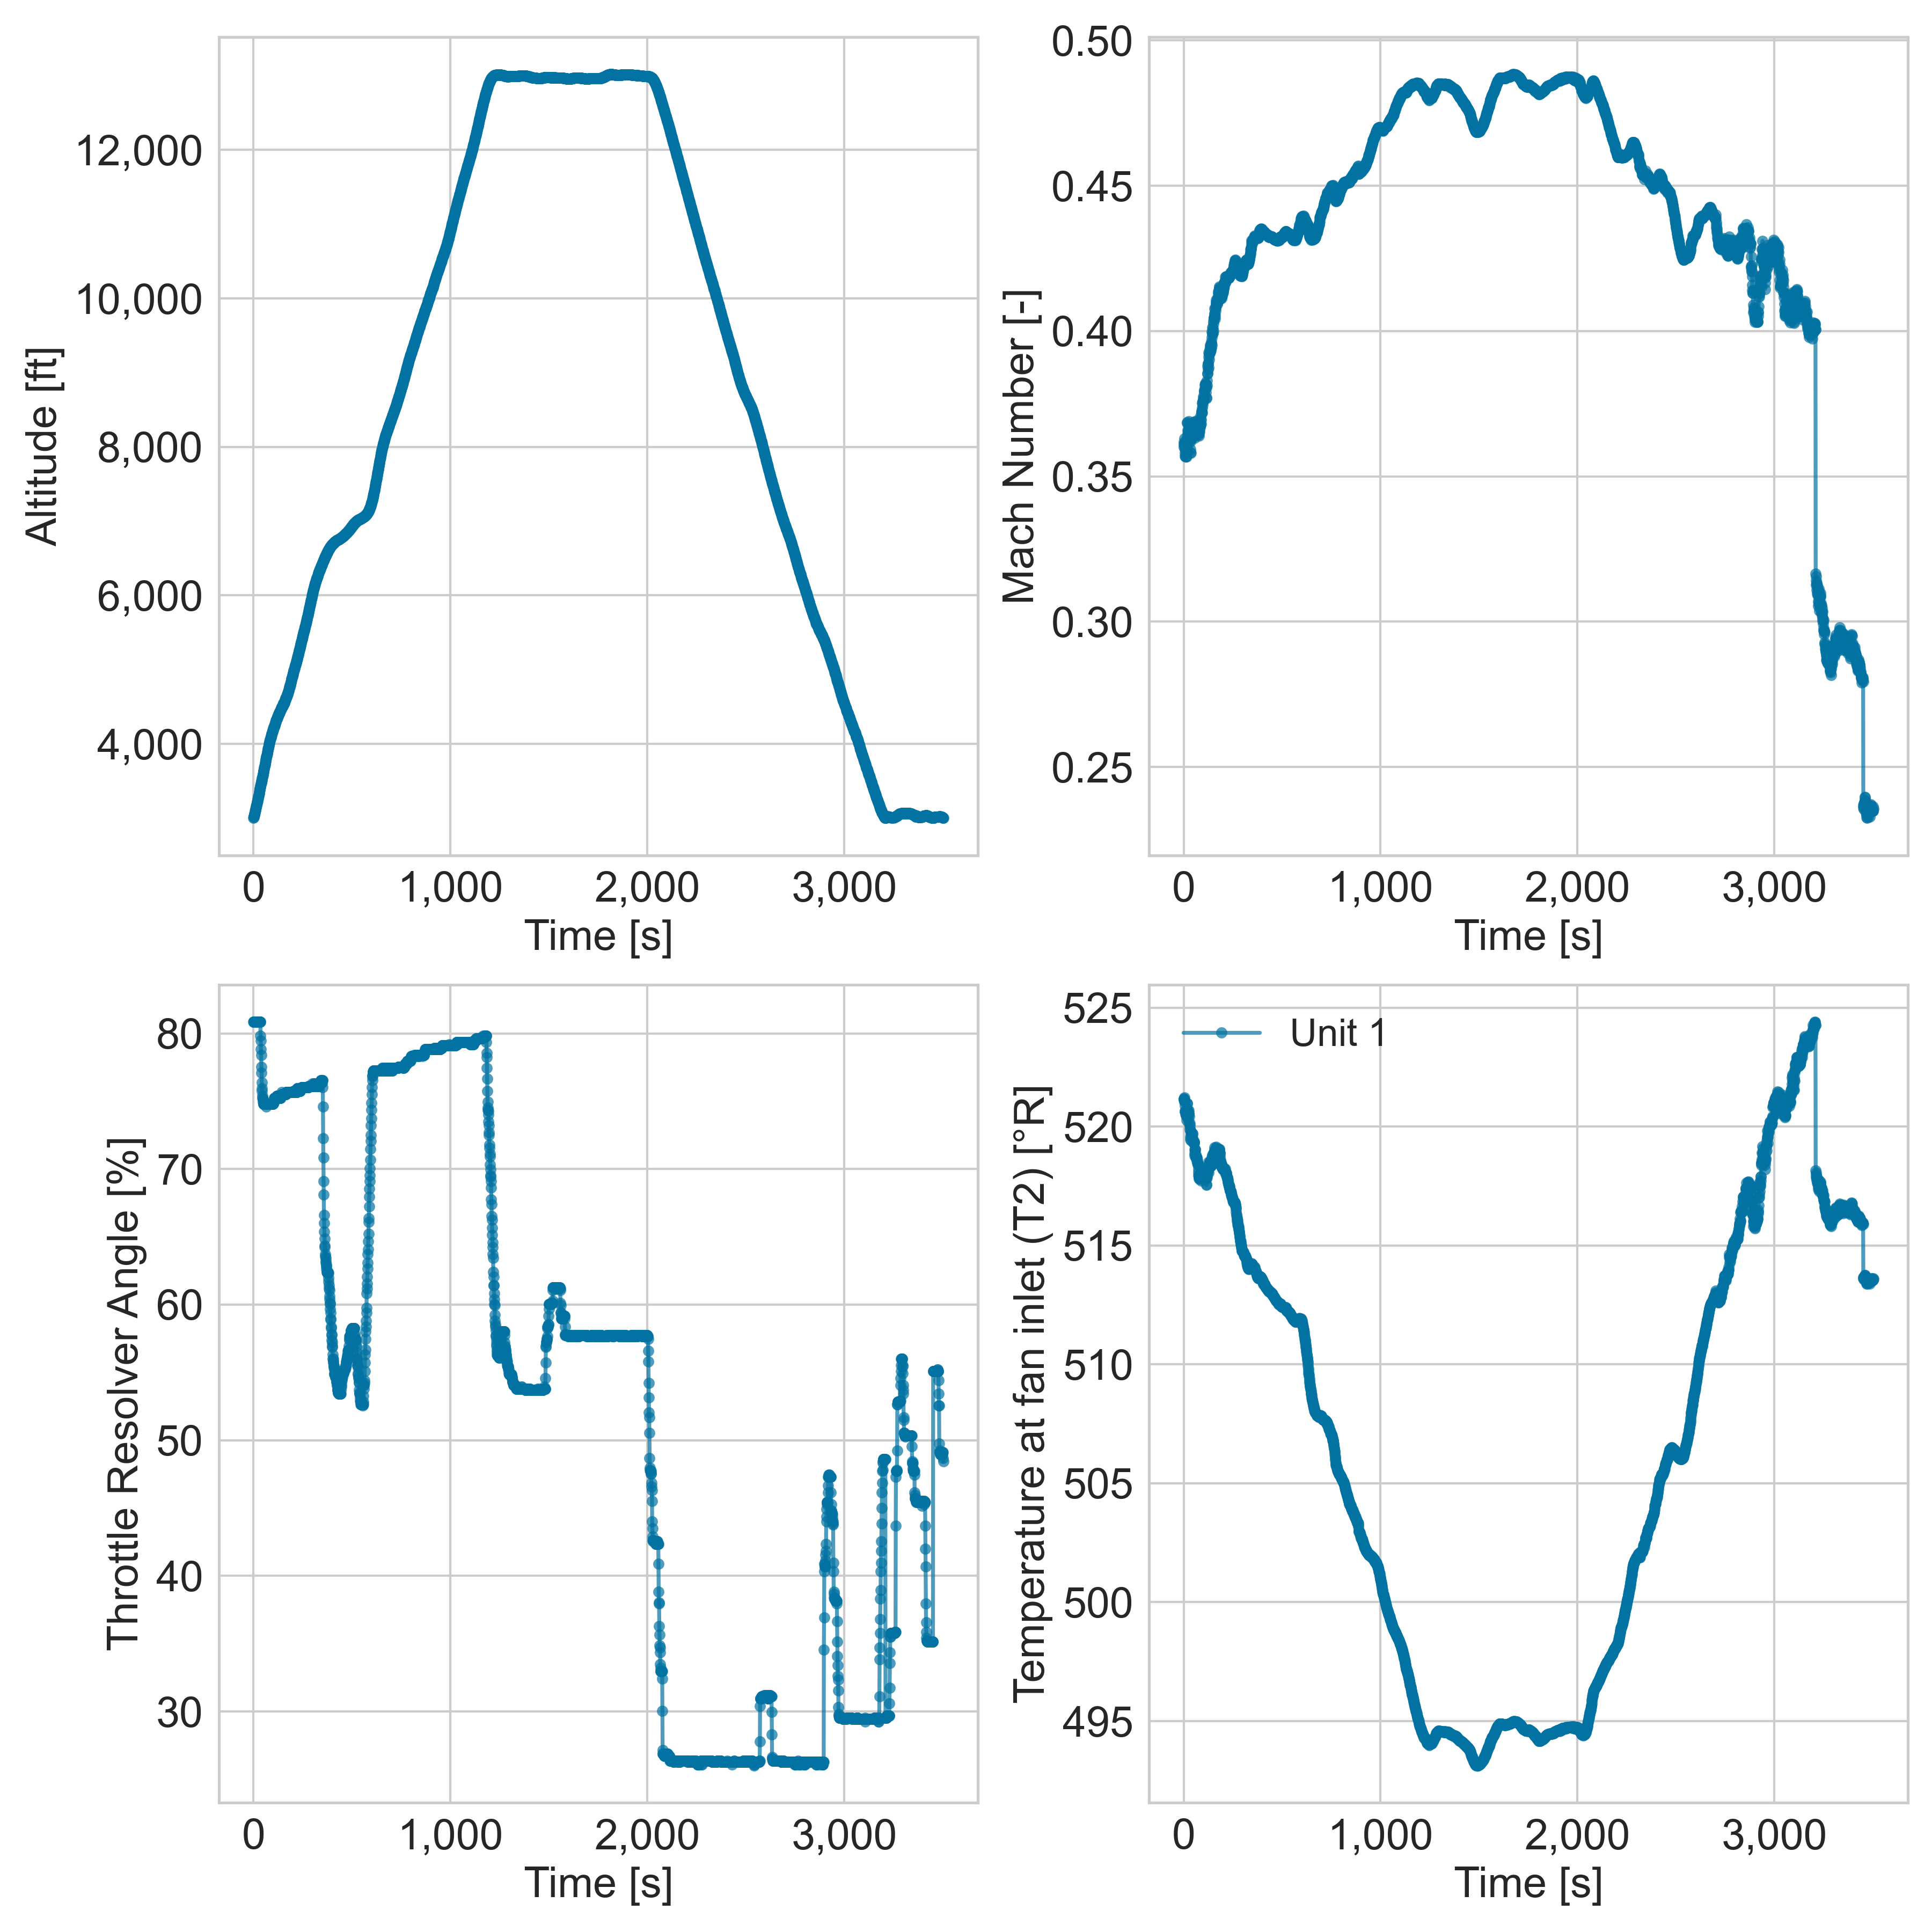 12,000
10,000
8,000
6,000
4,000
Altitude [ft]
0 1,000 2,000 3,000
Time [s]
0.50
0.45
0.40
0.35
0.30
0.25
Mach Number [-]
0 1,000 2,000 3,000
Time [s]
80
70
60
50
40
30
Throttle Resolver Angle [%]
0 1,000 2,000 3,000
Time [s]
525
520
515
510
505
500
495
Temperature at fan inlet (T2) [°R]
Unit 1
0 1,000 2,000 3,000
Time [s]